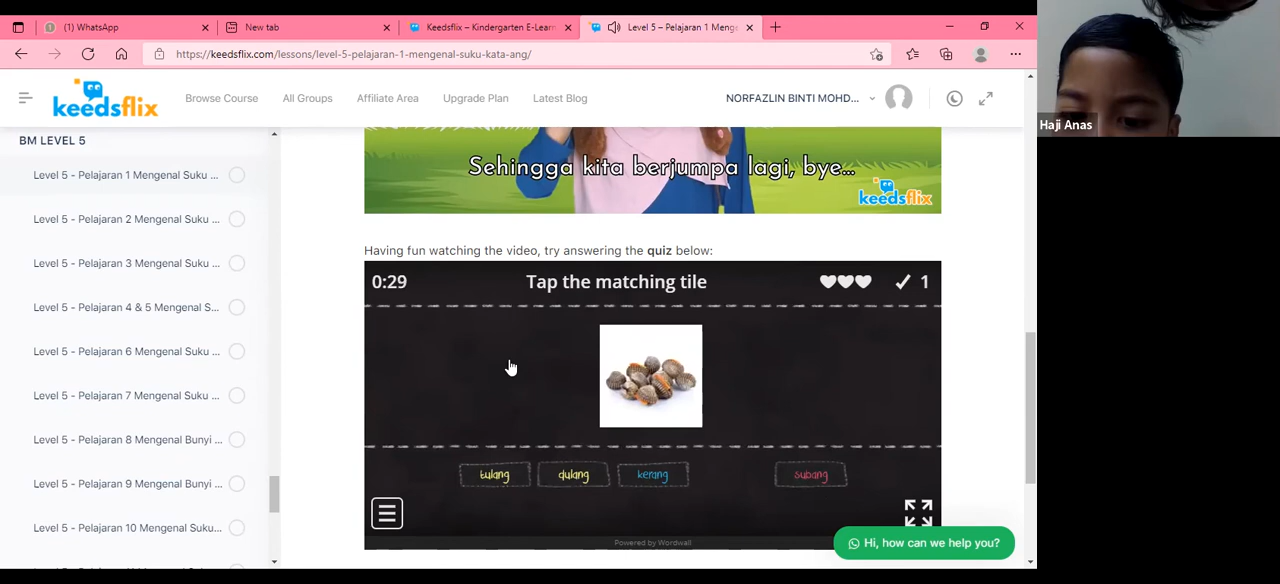 (1) WhatsApp
New tab
Keedsflix – Kindergarten E-Learn
Level 5 – Pelajaran 1 Menge
https://keedsflix.com/lessons/level-5-pelajaran-1-mengenal-suku-kata-ang/
keedsflix
Browse Course
All Groups
Affiliate Area
Upgrade Plan
Latest Blog
NORFAZLIN BINTI MOHD...
Haji Anas
BM LEVEL 5
Level 5 - Pelajaran 1 Mengenal Suku ...
Level 5 - Pelajaran 2 Mengenal Suku ...
Level 5 - Pelajaran 3 Mengenal Suku ...
Level 5 - Pelajaran 4 & 5 Mengenal S...
Level 5 - Pelajaran 6 Mengenal Suku ...
Level 5 - Pelajaran 7 Mengenal Suku ...
Level 5 - Pelajaran 8 Mengenal Bunyi ...
Level 5 - Pelajaran 9 Mengenal Bunyi ...
Level 5 - Pelajaran 10 Mengenal Suku...
Sehingga kita berjumpa lagi, bye...
keedsflix
Having fun watching the video, try answering the quiz below:
0:29
Tap the matching tile
1
tulang
dulang
kerang
subang
Powered by Wordwall
Hi, how can we help you?